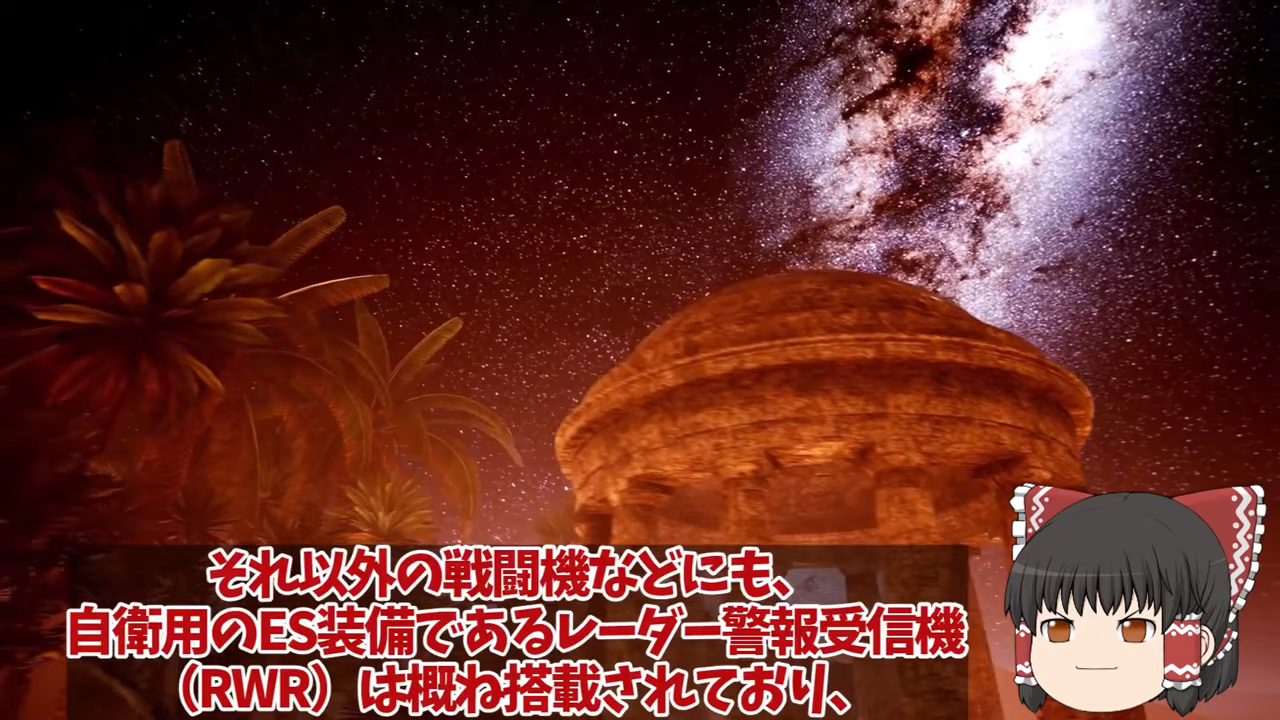 それ以外の戦闘機などにも、
自衛用のES装備であるレーダー警報受信機
（RWR）は概ね搭載されており、